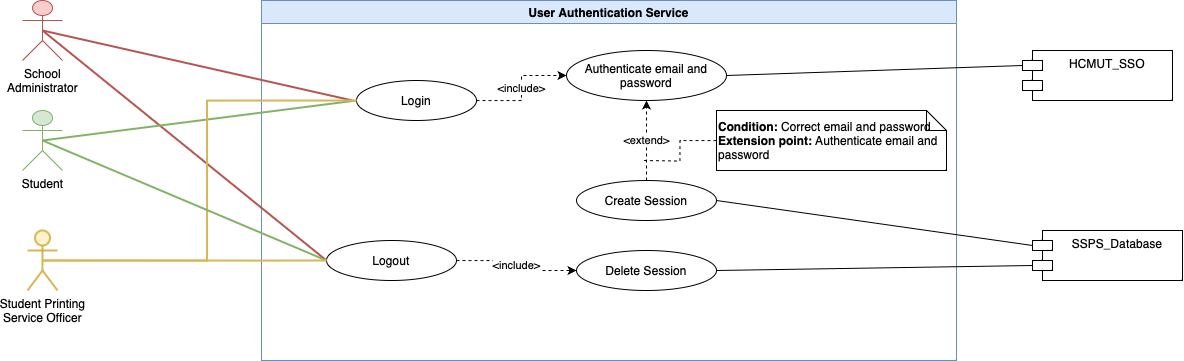 User Authentication Service
School
Administrator
Student
Student Printing
Service Officer
Login
<include>
Authenticate email and
password
HCMUT_SSO
<extend>
Condition: Correct email and password
Extension point: Authenticate email and
password
Create Session
Logout
<include>
Delete Session
SSPS_Database